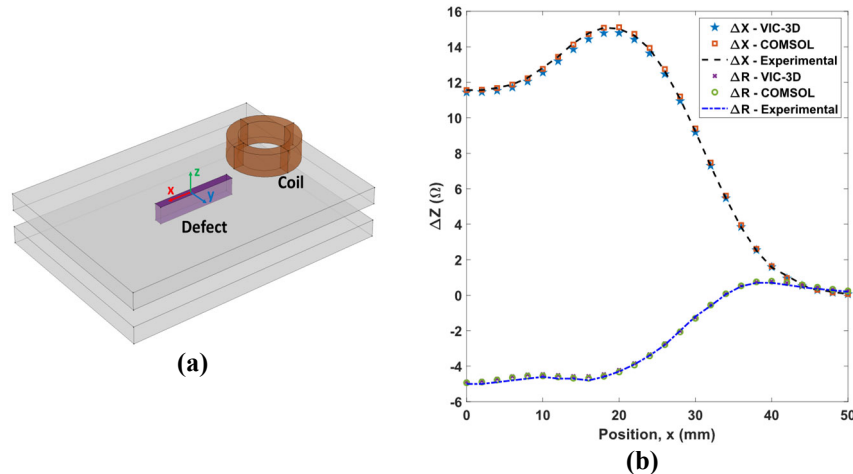 z
x
y
Coil
Defect
(a)
16
14
12
10
8
6
4
2
0
-2
-4
-6
ΔZ (Ω)
ΔX - VIC-3D
ΔX - COMSOL
ΔX - Experimental
ΔR - VIC-3D
ΔR - COMSOL
ΔR - Experimental
0 10 20 30 40 50
Position, x (mm)
(b)